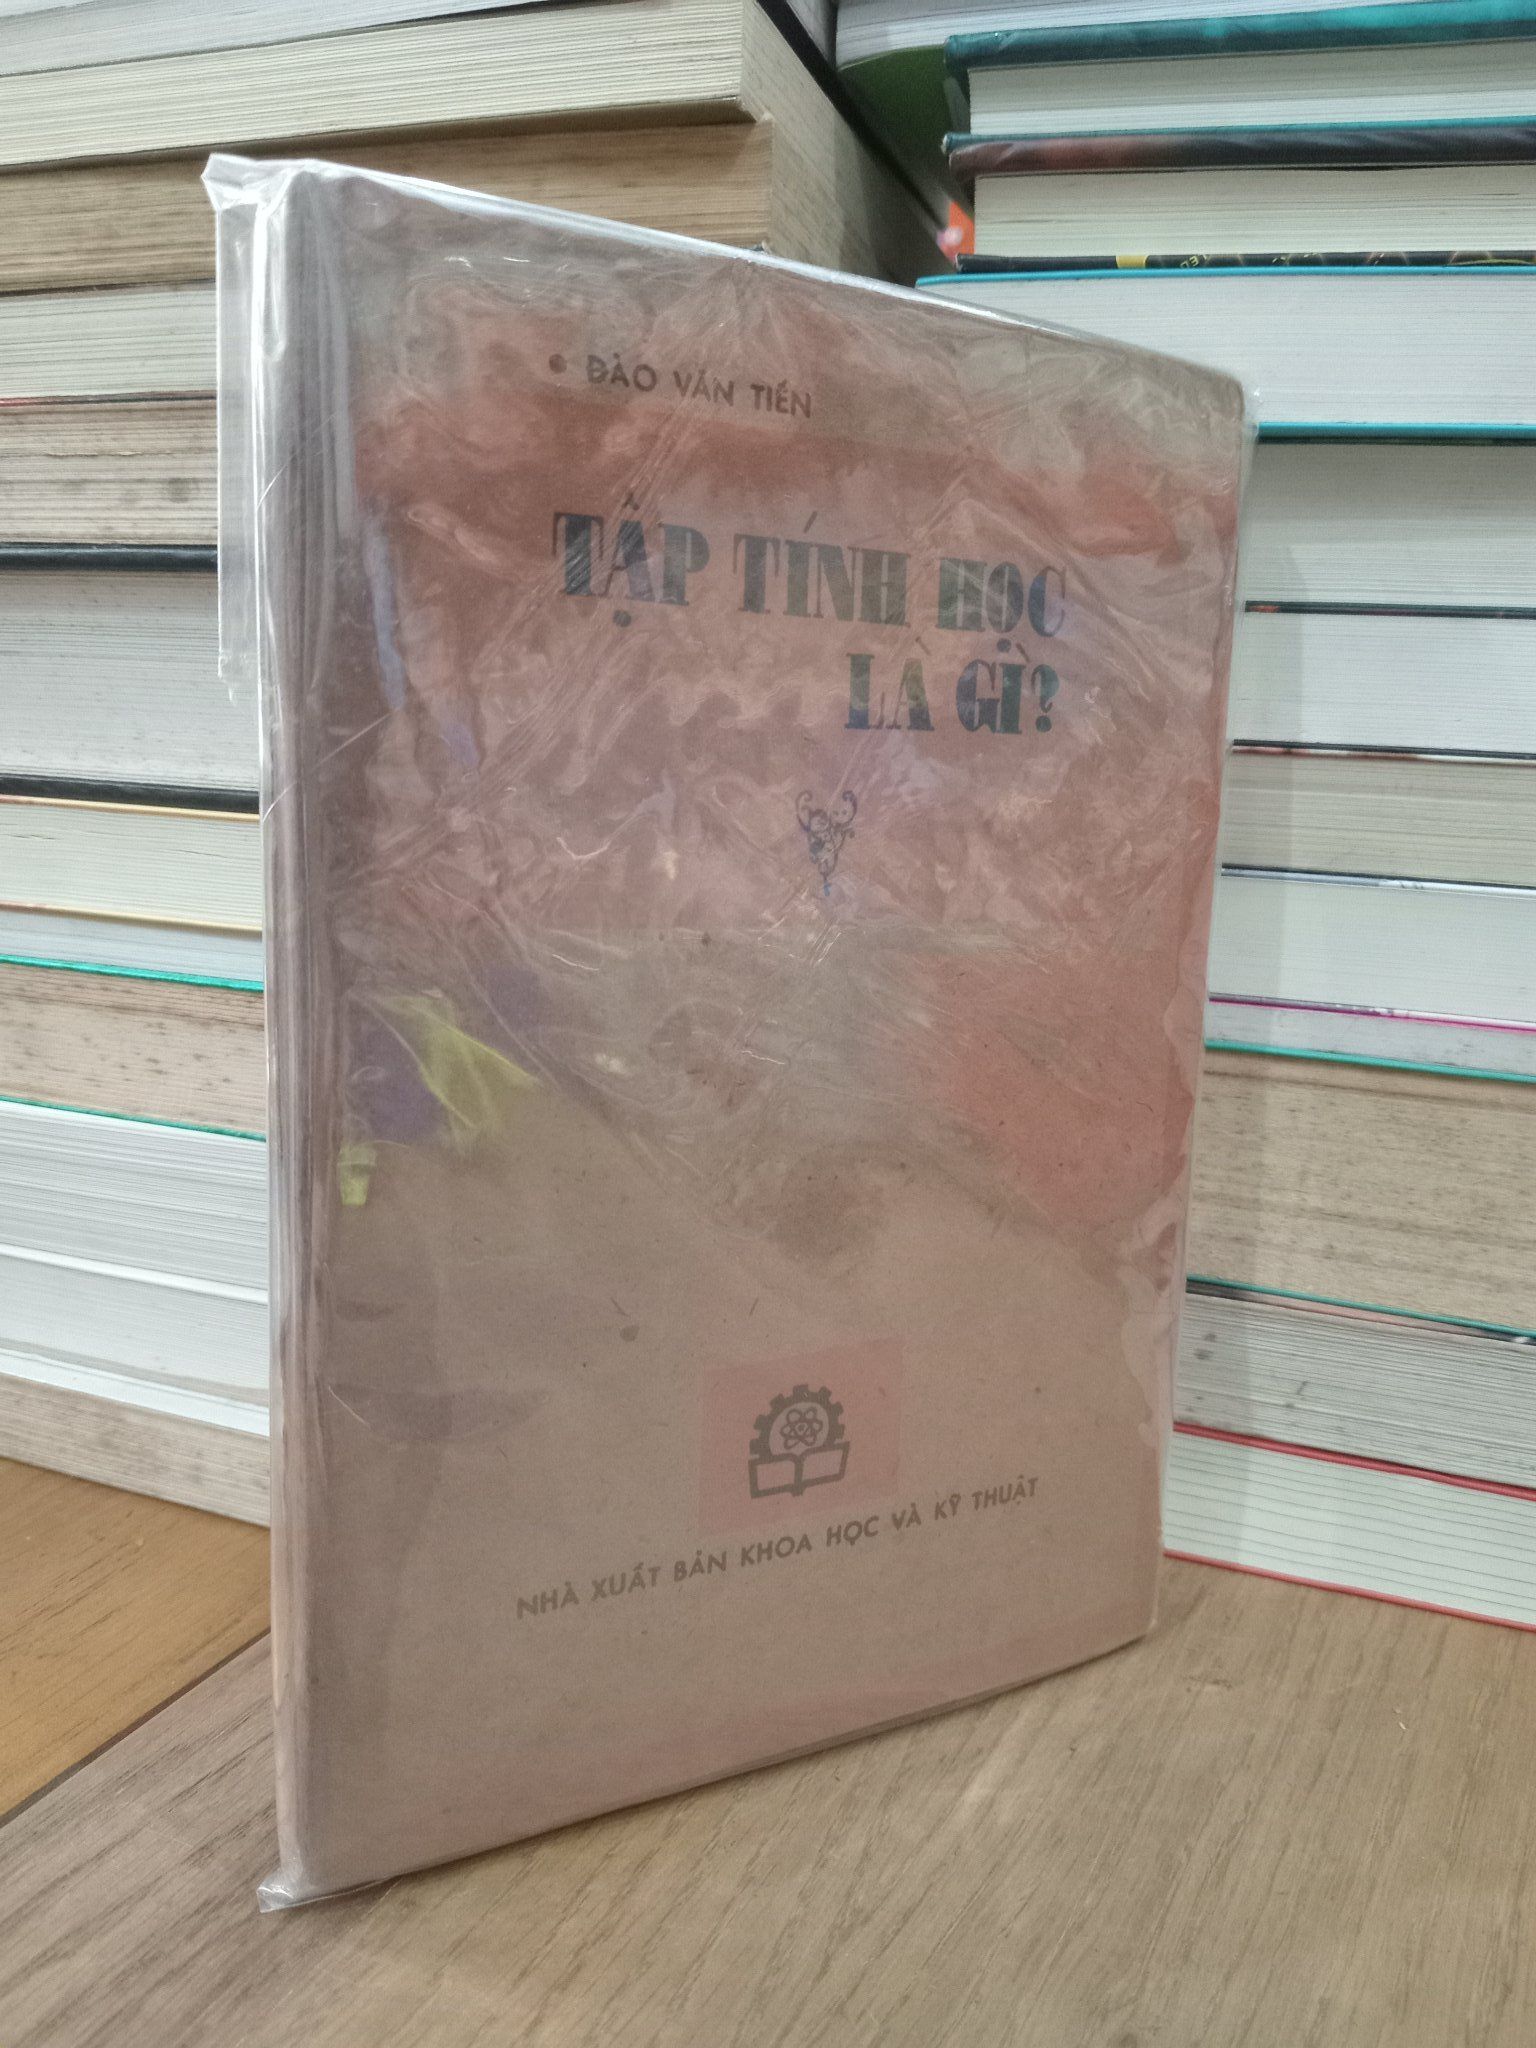 • ĐÀO VĂN TIẾN
TẬP TÍNH HỌC
LÀ GÌ?
NHÀ XUẤT BẢN KHOA HỌC VÀ KỸ THUẬT